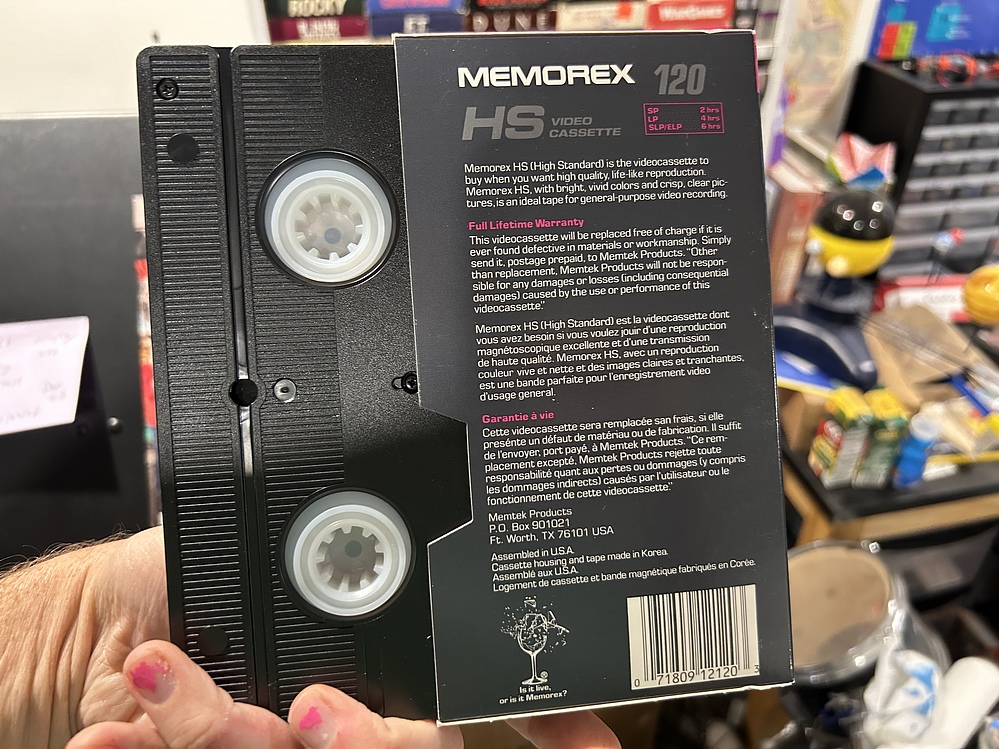 ROCKY
E.T.
DUNE
MEMOREX 120
HS VIDEO
CASSETTE
SP 2 hrs
LP 4 hrs
SLP/ELP 6 hrs
Memorex HS (High Standard) is the videocassette to
buy when you want high quality, life-like reproduction.
Memorex HS, with bright, vivid colors and crisp, clear pic-
tures, is an ideal tape for general-purpose video recording.
Full Lifetime Warranty
This videocassette will be replaced free of charge if it is
ever found defective in materials or workmanship. Simply
send it, postage prepaid, to Memtek Products. "Other
than replacement, Memtek Products will not be respon-
sible for any damages or losses (including consequential
damages) caused by the use or performance of this
videocassette."
Memorex HS (High Standard) est la videocassette dont
vous avez besoin si vous voulez jouir d'une reproduction
magnétoscopique excellente et d'une transmission
de haute qualité. Memorex HS, avec un reproduction
couleur vive et nette et des images claires et tranchantes,
est une bande parfaite pour l'enregistrement video
d'usage general.
Garantie à vie
Cette videocassette sera remplacée san frais, si elle
presénte un défaut de matériau ou de fabrication. Il suffit
de l'envoyer, port payé, à Memtek Products. "Ce rem-
placement excepté, Memtek Products rejette toute
responsabilité quant aux pertes ou dommages (y compris
les dommages indirects) causés par l'utilisateur ou le
fonctionnement de cette videocassette."
Memtek Products
P.O. Box 901021
Ft. Worth, TX 76101 USA
Assembled in U.S.A.
Cassette housing and tape made in Korea.
Assemblé aux U.S.A.
Logement de cassette et bande magnétique fabriqués en Corée.
Is it live,
or is it Memorex?
®
0 71809 12120 3